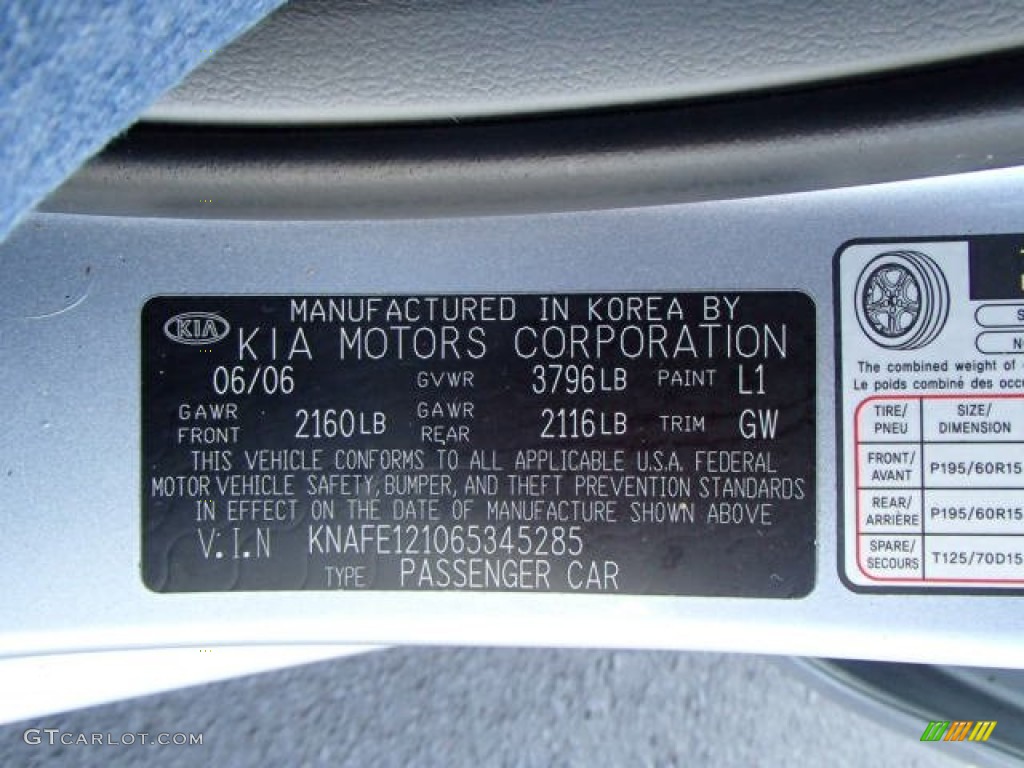 MANUFACTURED IN KOREA BY
KIA
KIA MOTORS CORPORATION
06/06 GVWR 3796LB PAINT L1
GAWR FRONT 2160LB GAWR REAR 2116LB TRIM GW
THIS VEHICLE CONFORMS TO ALL APPLICABLE U.S.A. FEDERAL
MOTOR VEHICLE SAFETY, BUMPER, AND THEFT PREVENTION STANDARDS
IN EFFECT ON THE DATE OF MANUFACTURE SHOWN ABOVE
V.I.N KNAFE121065345285
TYPE PASSENGER CAR
The combined weight of
Le poids combiné des occ
TIRE/ PNEU SIZE/ DIMENSION
FRONT/ AVANT P195/60R15
REAR/ ARRIÈRE P195/60R15
SPARE/ SECOURS T125/70D15
GTCARLOT.COM